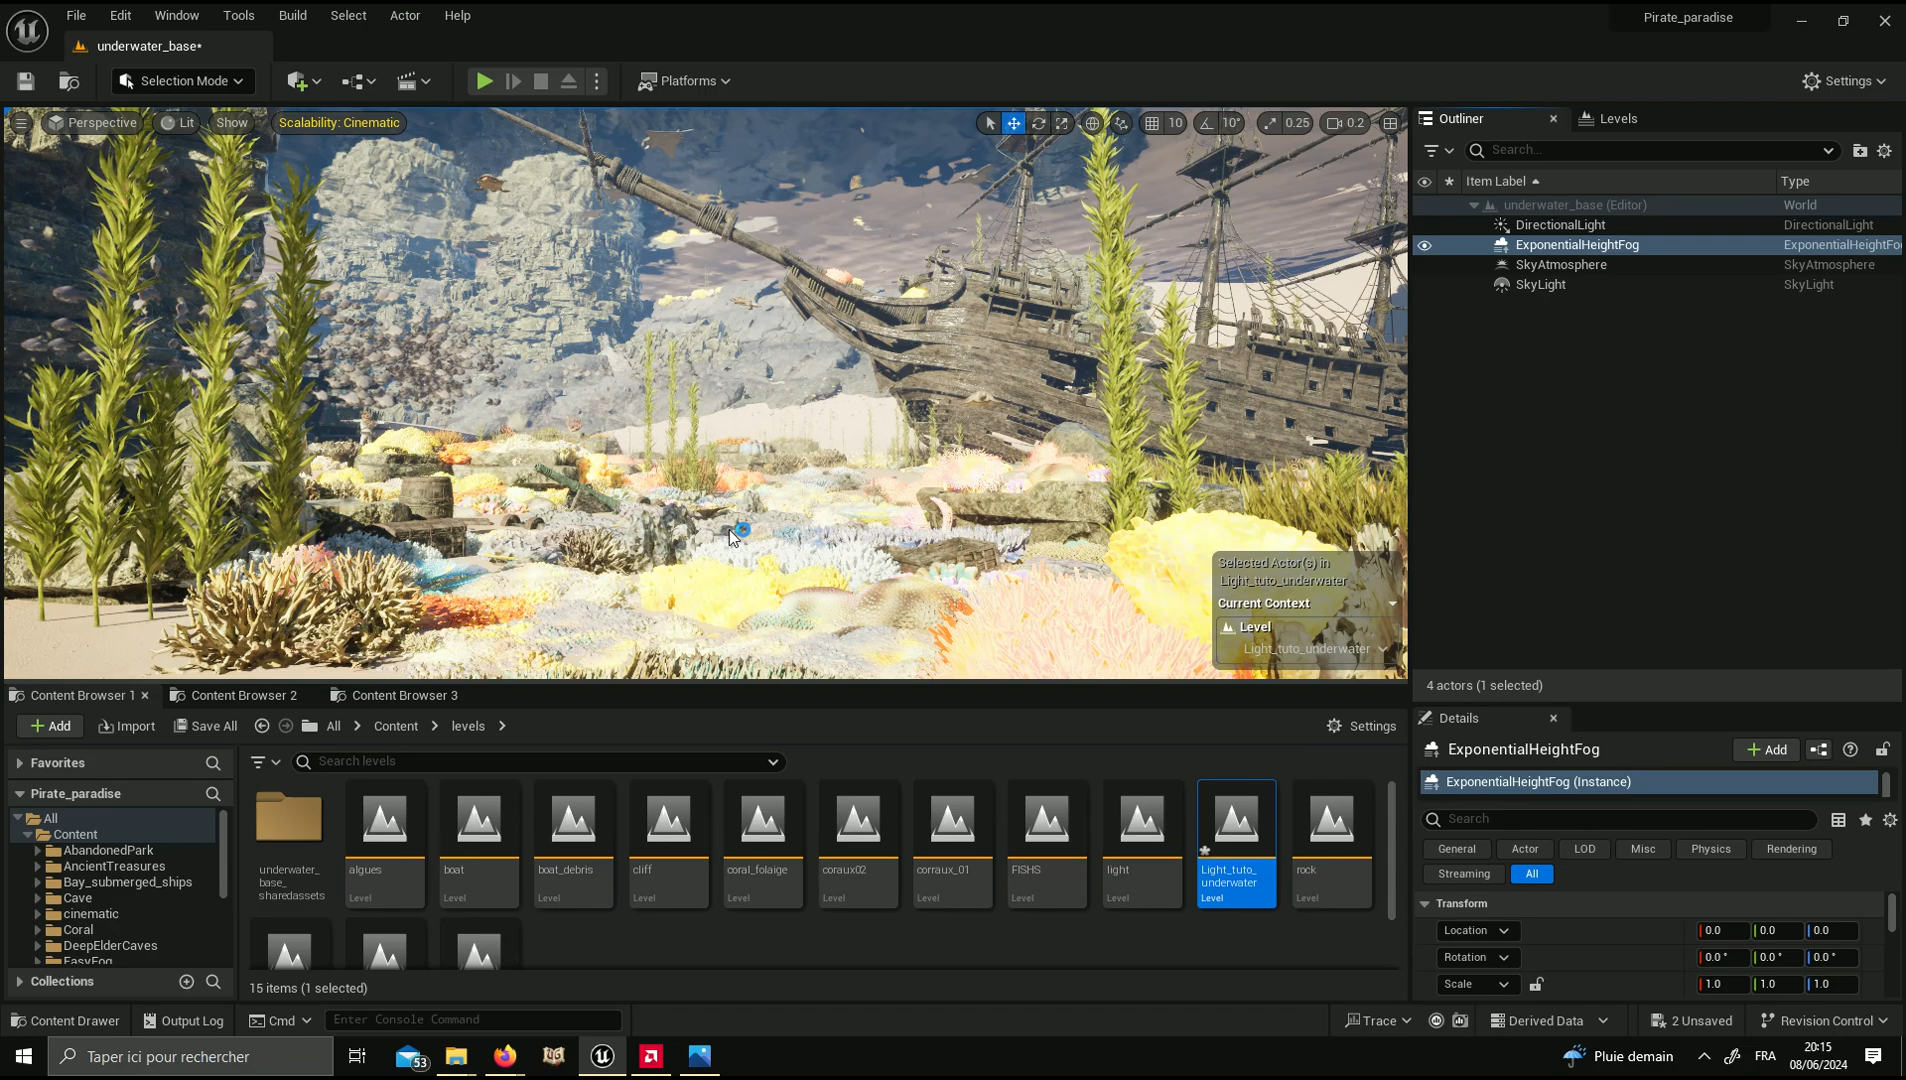 File Edit Window Tools Build Select Actor Help
Pirate_paradise
underwater_base*
Selection Mode
Platforms
Settings
Perspective Lit Show Scalability: Cinematic
10 10° 0.25 0.2
Outliner
Levels
Search...
Item Label Type
underwater_base (Editor) World
DirectionalLight DirectionalLight
ExponentialHeightFog ExponentialHeightFo
SkyAtmosphere SkyAtmosphere
SkyLight SkyLight
Selected Actor(s) in
Light_tuto_underwater
Current Context
Level
Light_tuto_underwater
4 actors (1 selected)
Content Browser 1 Content Browser 2 Content Browser 3
Add Import Save All All Content levels Settings
Favorites
Search levels
Pirate_paradise
All
Content
AbandonedPark
AncientTreasures
Bay_submerged_ships
Cave
cinematic
Coral
DeepElderCaves
EasyFog
Collections
underwater_
base_
sharedassets
algues
Level
boat
Level
boat_debris
Level
cliff
Level
coral_folaige
Level
coraux02
Level
corraux_01
Level
FISHS
Level
light
Level
Light_tuto_
underwater
Level
rock
Level
15 items (1 selected)
Details
ExponentialHeightFog
Add
ExponentialHeightFog (Instance)
Search
General Actor LOD Misc Physics Rendering
Streaming All
Transform
Location 0.0 0.0 0.0
Rotation 0.0 ° 0.0 ° 0.0 °
Scale 1.0 1.0 1.0
Content Drawer Output Log Cmd Enter Console Command
Trace Derived Data 2 Unsaved Revision Control
Taper ici pour rechercher
53
Pluie demain
FRA
20:15
08/06/2024